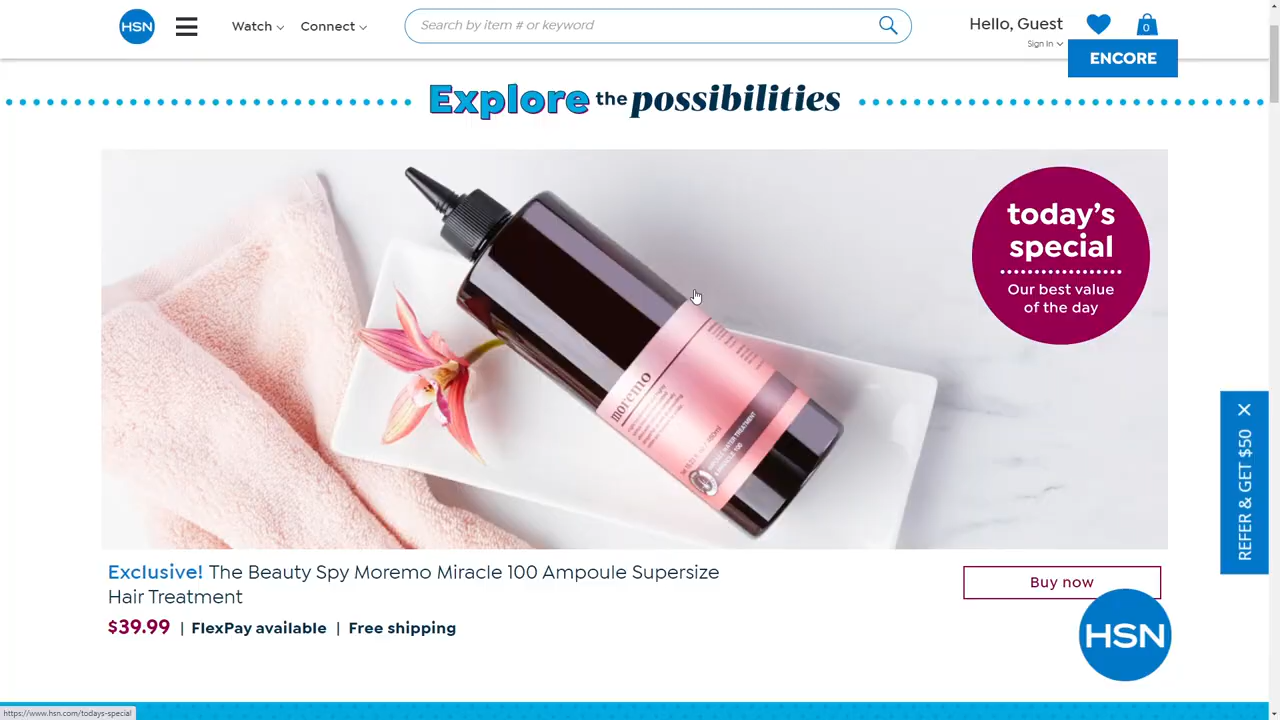 HSN
Watch
Connect
Search by item # or keyword
Hello, Guest
Sign In
0
ENCORE
Explore the possibilities
today's
special
Our best value
of the day
moremo
REFER & GET $50
Exclusive! The Beauty Spy Moremo Miracle 100 Ampoule Supersize
Hair Treatment
Buy now
$39.99 | FlexPay available | Free shipping
HSN
https://www.hsn.com/todays-special